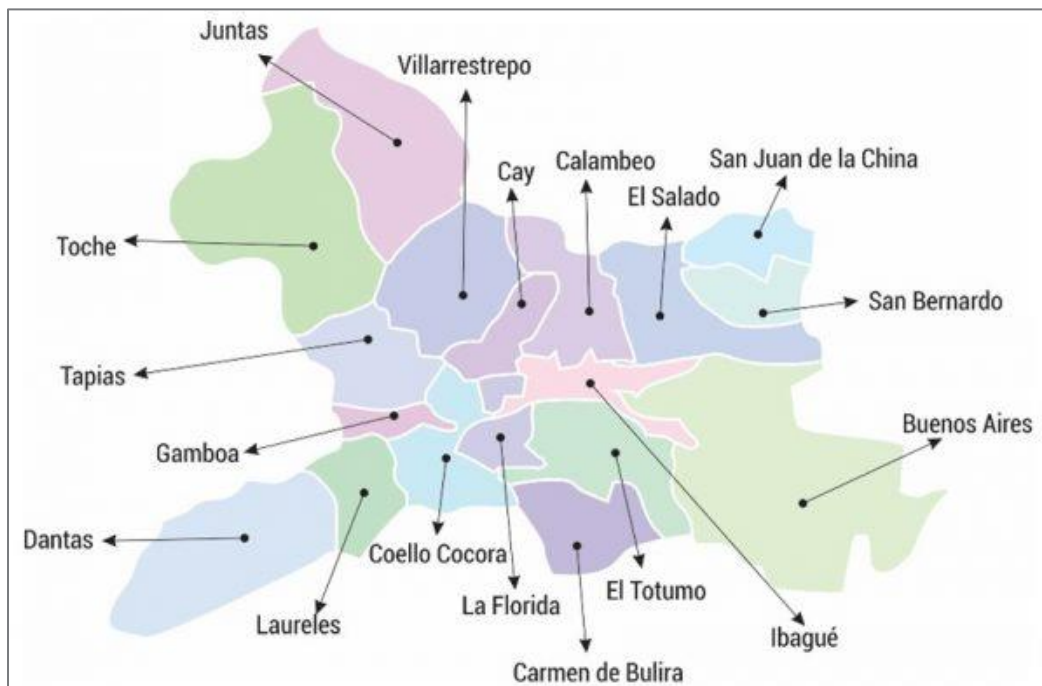 Juntas
Villarrestrepo
Cay
Calambeo
San Juan de la China
El Salado
Toche
San Bernardo
Tapias
Buenos Aires
Gamboa
Dantas
Coello Cocora
La Florida
El Totumo
Laureles
Ibagué
Carmen de Bulira